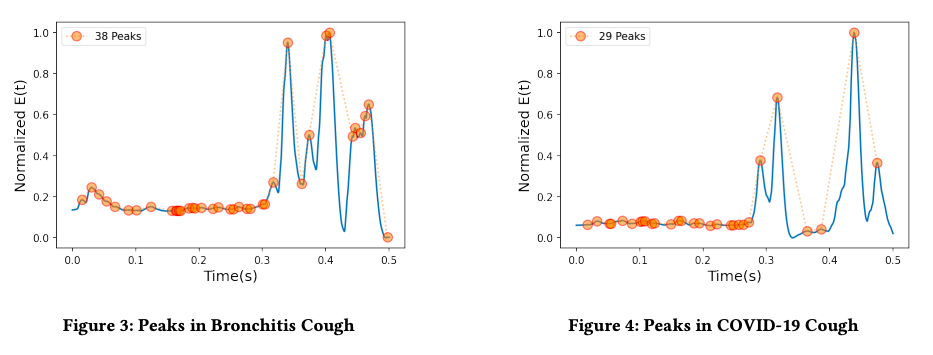 38 Peaks
1.0
0.8
0.6
0.4
0.2
0.0
Normalized E(t)
0.0 0.1 0.2 0.3 0.4 0.5
Time(s)
Figure 3: Peaks in Bronchitis Cough
29 Peaks
1.0
0.8
0.6
0.4
0.2
0.0
Normalized E(t)
0.0 0.1 0.2 0.3 0.4 0.5
Time(s)
Figure 4: Peaks in COVID-19 Cough